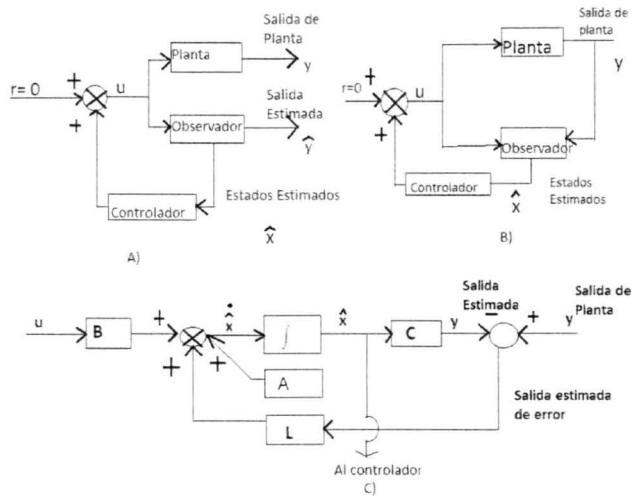 Salida de
Planta
Planta
y
r= 0
+
+
u
Salida
Estimada
Observador
ŷ
Estados Estimados
Controlador
x̂
A)
Salida de
planta
Planta
y
r=0
+
+
u
Observador
Controlador
x̂
Estados
Estimados
B)
u
B
+
+
+
ẋ̂
∫
x̂
C
Salida
Estimada
y
−
+
Salida de
Planta
y
A
L
Salida estimada
de error
Al controlador
C)